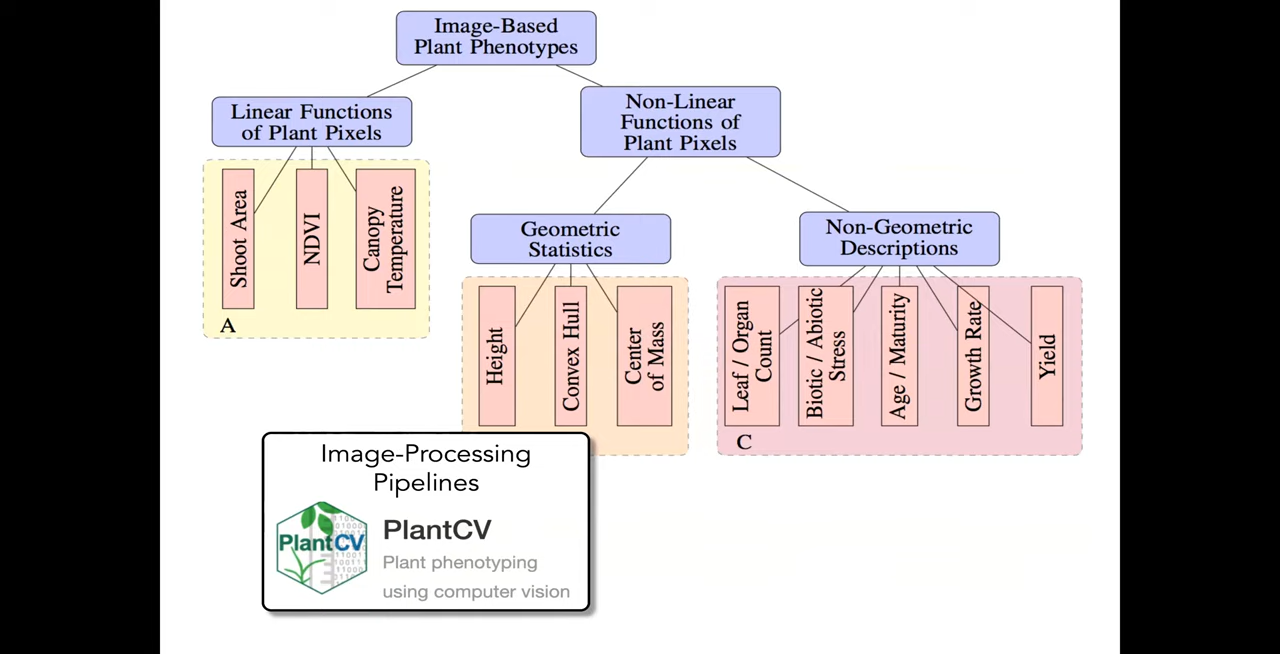 Image-Based
Plant Phenotypes
Linear Functions
of Plant Pixels
Non-Linear
Functions of
Plant Pixels
Shoot Area
NDVI
Canopy
Temperature
A
Geometric
Statistics
Non-Geometric
Descriptions
Height
Convex Hull
Center
of Mass
Leaf / Organ
Count
Biotic / Abiotic
Stress
Age / Maturity
Growth Rate
Yield
C
Image-Processing
Pipelines
PlantCV
PlantCV
Plant phenotyping
using computer vision